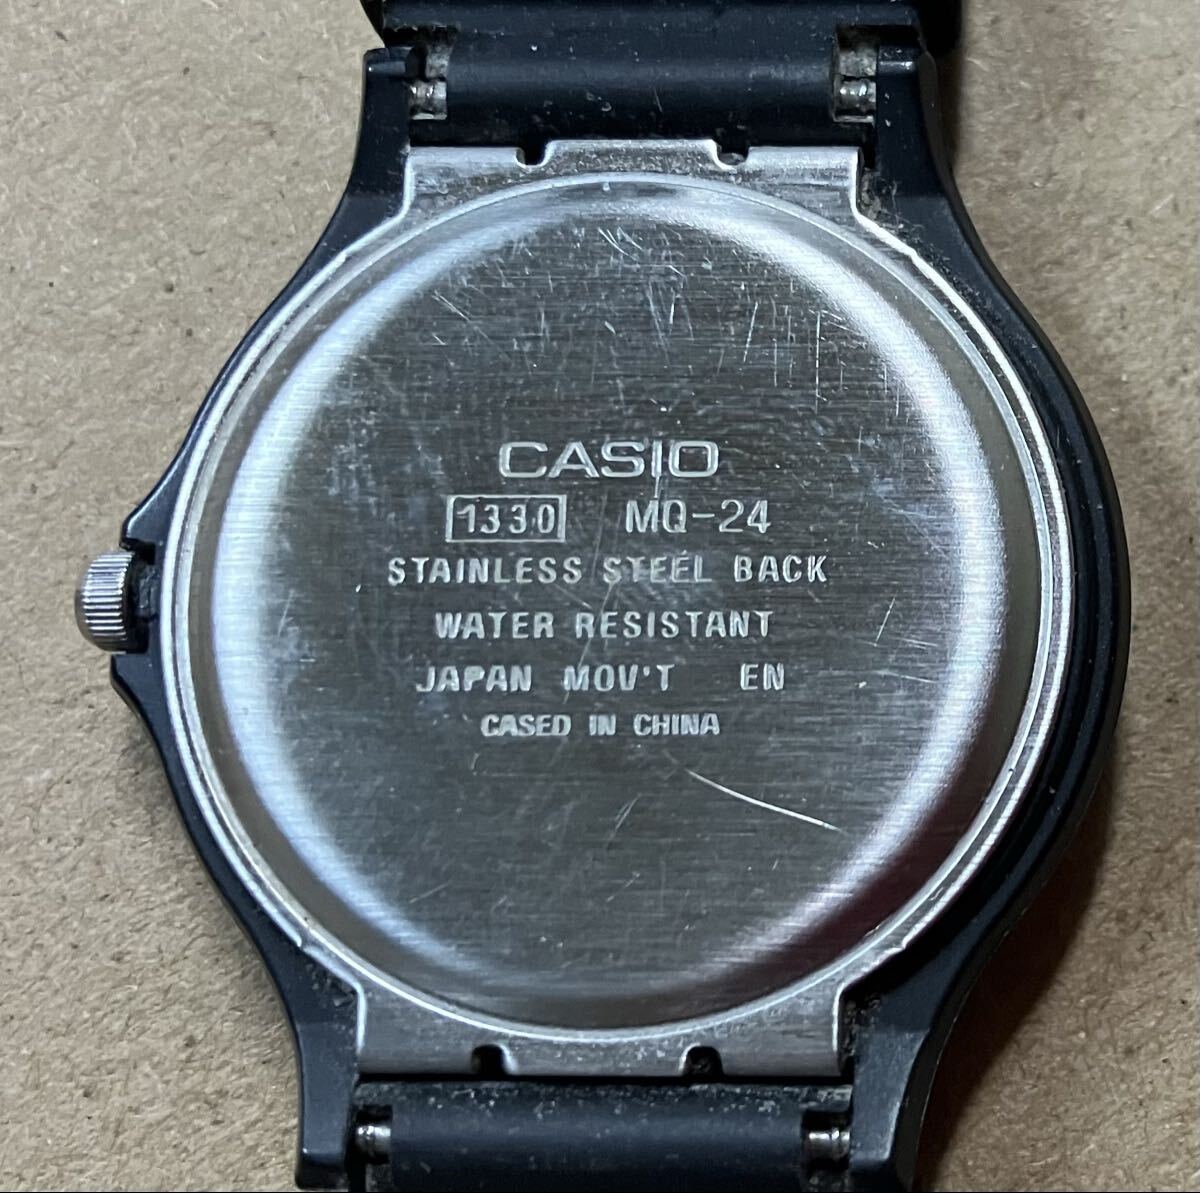 CASIO
1330 MQ-24
STAINLESS STEEL BACK
WATER RESISTANT
JAPAN MOV'T EN
CASED IN CHINA